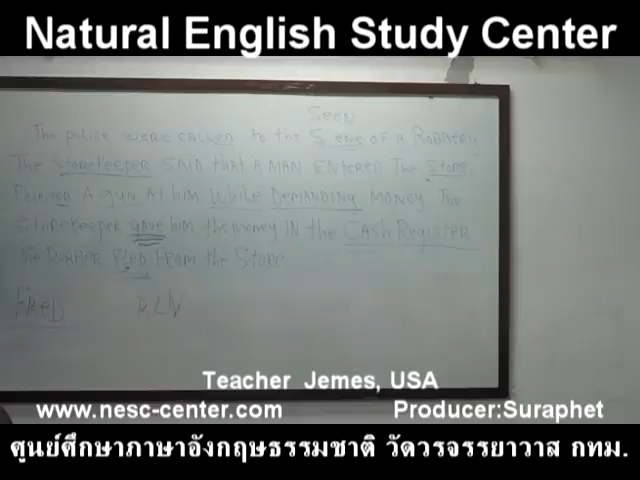 Natural English Study Center
SEEN
The police were called to the Scene of a Robbery.
The Storekeeper SAID that A MAN ENTERED The Store,
Pointed A gun At him While DEMANDING MONEY. The
Storekeeper gave him the money IN the Cash Register
The Robber Fled From the Store
Teacher Jemes, USA
www.nesc-center.com Producer:Suraphet
ศูนย์ศึกษาภาษาอังกฤษธรรมชาติ วัดวรจรรยาวาส กทม.